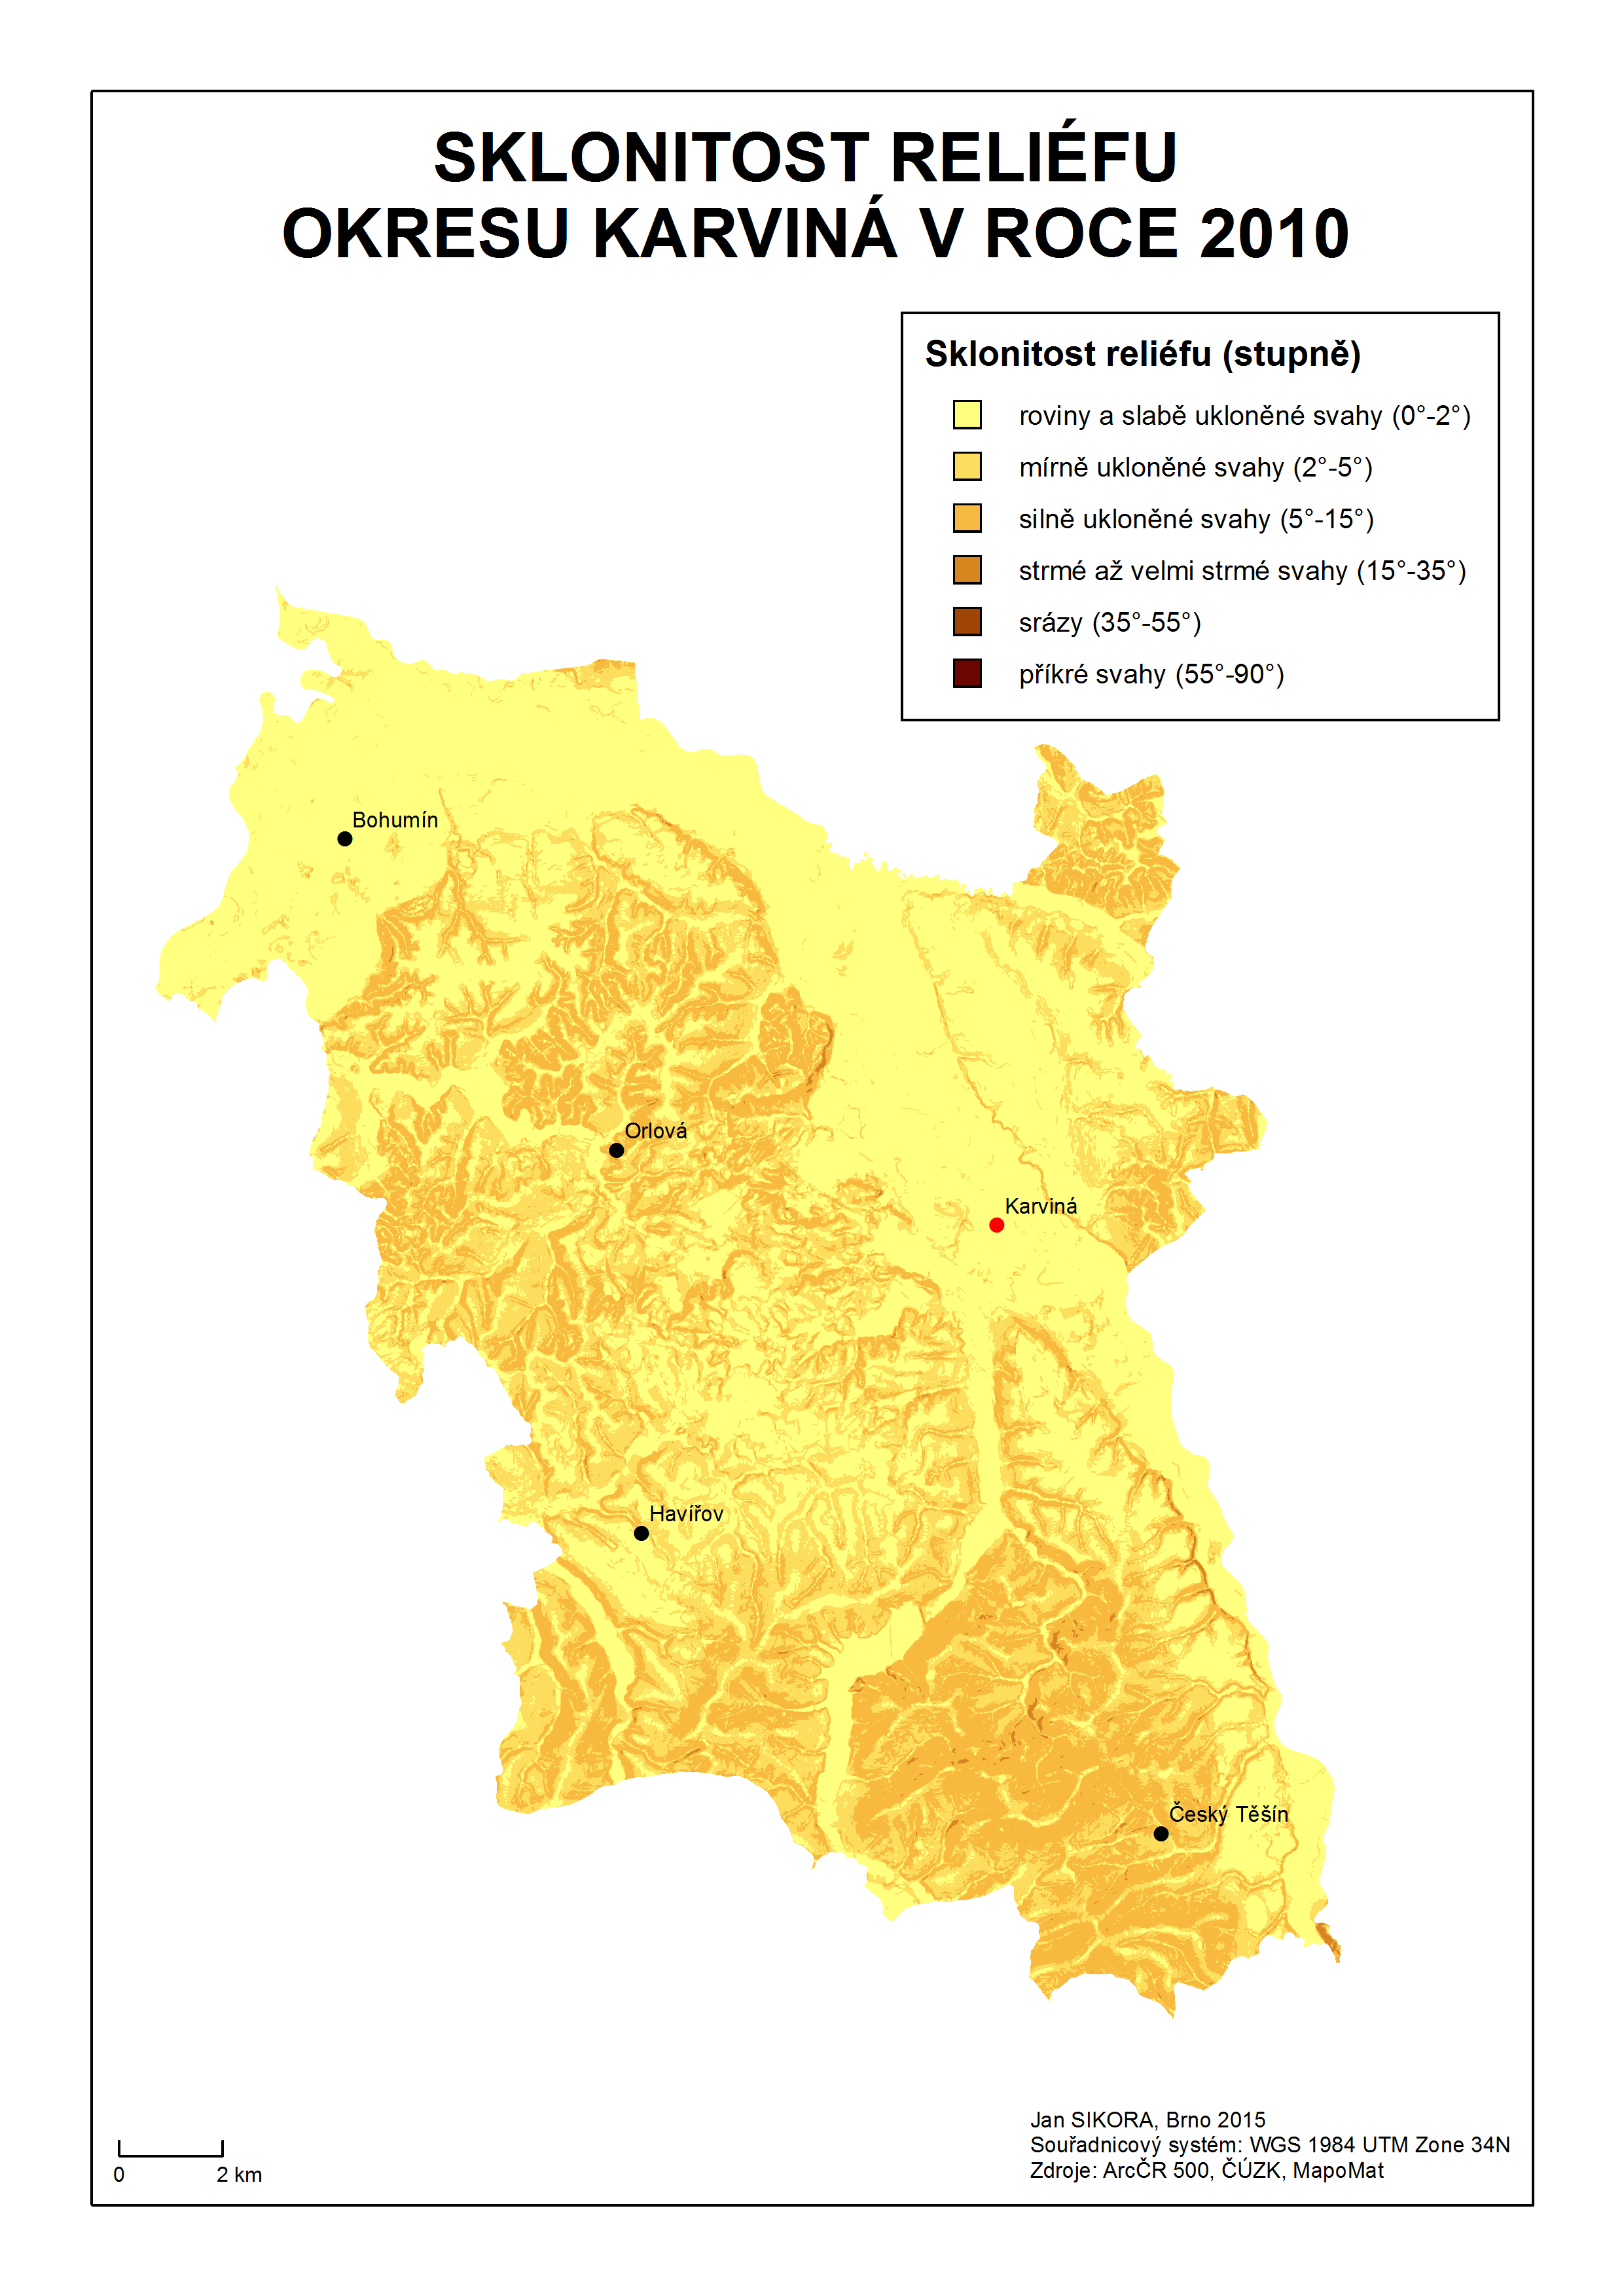 SKLONITOST RELIÉFU
OKRESU KARVINÁ V ROCE 2010
Sklonitost reliéfu (stupně)
roviny a slabě ukloněné svahy (0°-2°)
mírně ukloněné svahy (2°-5°)
silně ukloněné svahy (5°-15°)
strmé až velmi strmé svahy (15°-35°)
srázy (35°-55°)
příkré svahy (55°-90°)
Bohumín
Orlová
Karviná
Havířov
Český Těšín
0 2 km
Jan SIKORA, Brno 2015
Souřadnicový systém: WGS 1984 UTM Zone 34N
Zdroje: ArcČR 500, ČÚZK, MapoMat